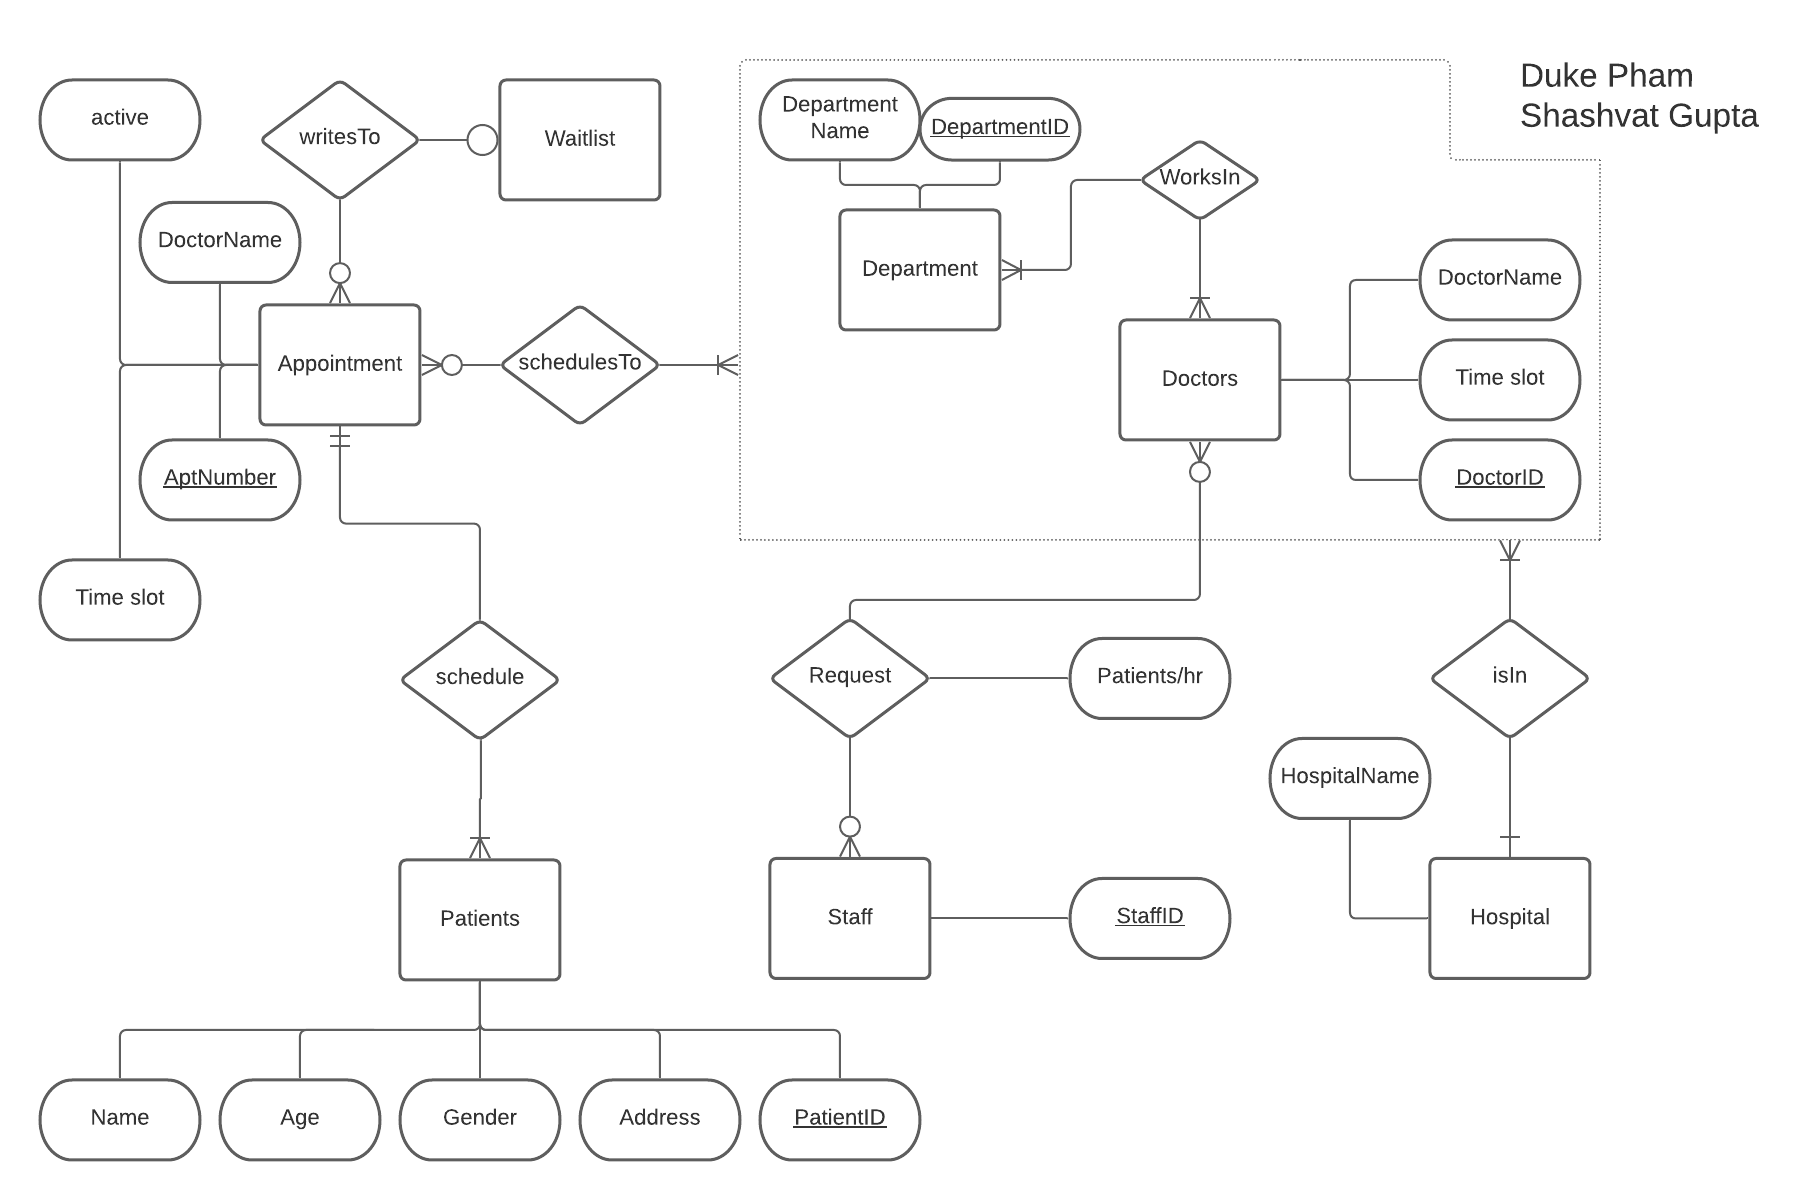 Duke Pham
Shashvat Gupta
active
writesTo
Waitlist
Department
Name
DepartmentID
WorksIn
DoctorName
Department
DoctorName
Appointment
schedulesTo
Doctors
Time slot
AptNumber
DoctorID
Time slot
schedule
Request
Patients/hr
isIn
HospitalName
Patients
Staff
StaffID
Hospital
Name
Age
Gender
Address
PatientID